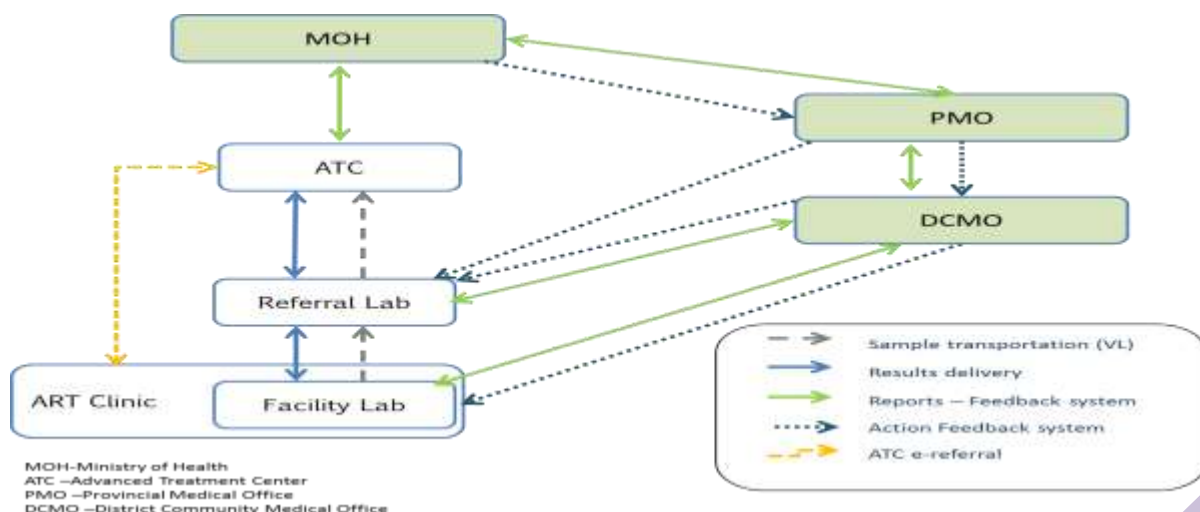 MOH
PMO
ATC
DCMO
Referral Lab
ART Clinic
Facility Lab
Sample transportation (VL)
Results delivery
Reports – Feedback system
Action Feedback system
ATC e-referral
MOH-Ministry of Health
ATC –Advanced Treatment Center
PMO –Provincial Medical Office
DCMO –District Community Medical Office